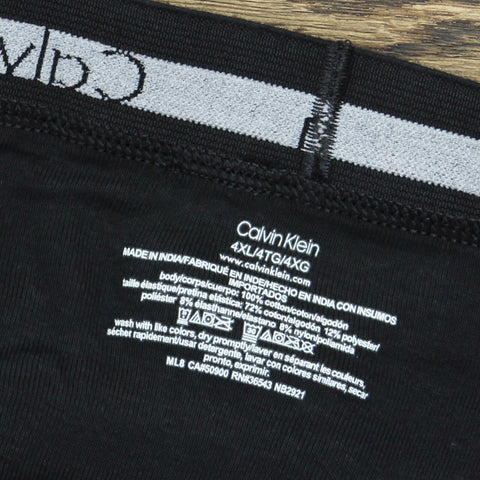 Calvin Klein
4XL/4TG/4XG
www.calvinklein.com
MADE IN INDIA/FABRIQUÉ EN INDE/HECHO EN INDIA CON INSUMOS
IMPORTADOS
body/corps/cuerpo: 100% cotton/coton/algodón
taille élastique/pretina elástica: 72% cotton/coton/algodón 12% polyester/
poliéster 8% élasthanne/elastano 8% nylon/poliamida
wash with like colors, dry promptly/laver en séparant les couleurs,
sécher rapidement/usar detergente, lavar con colores similares, secar
pronto, exprimir.
ML8 CA#50900 RN#36543 NB2921